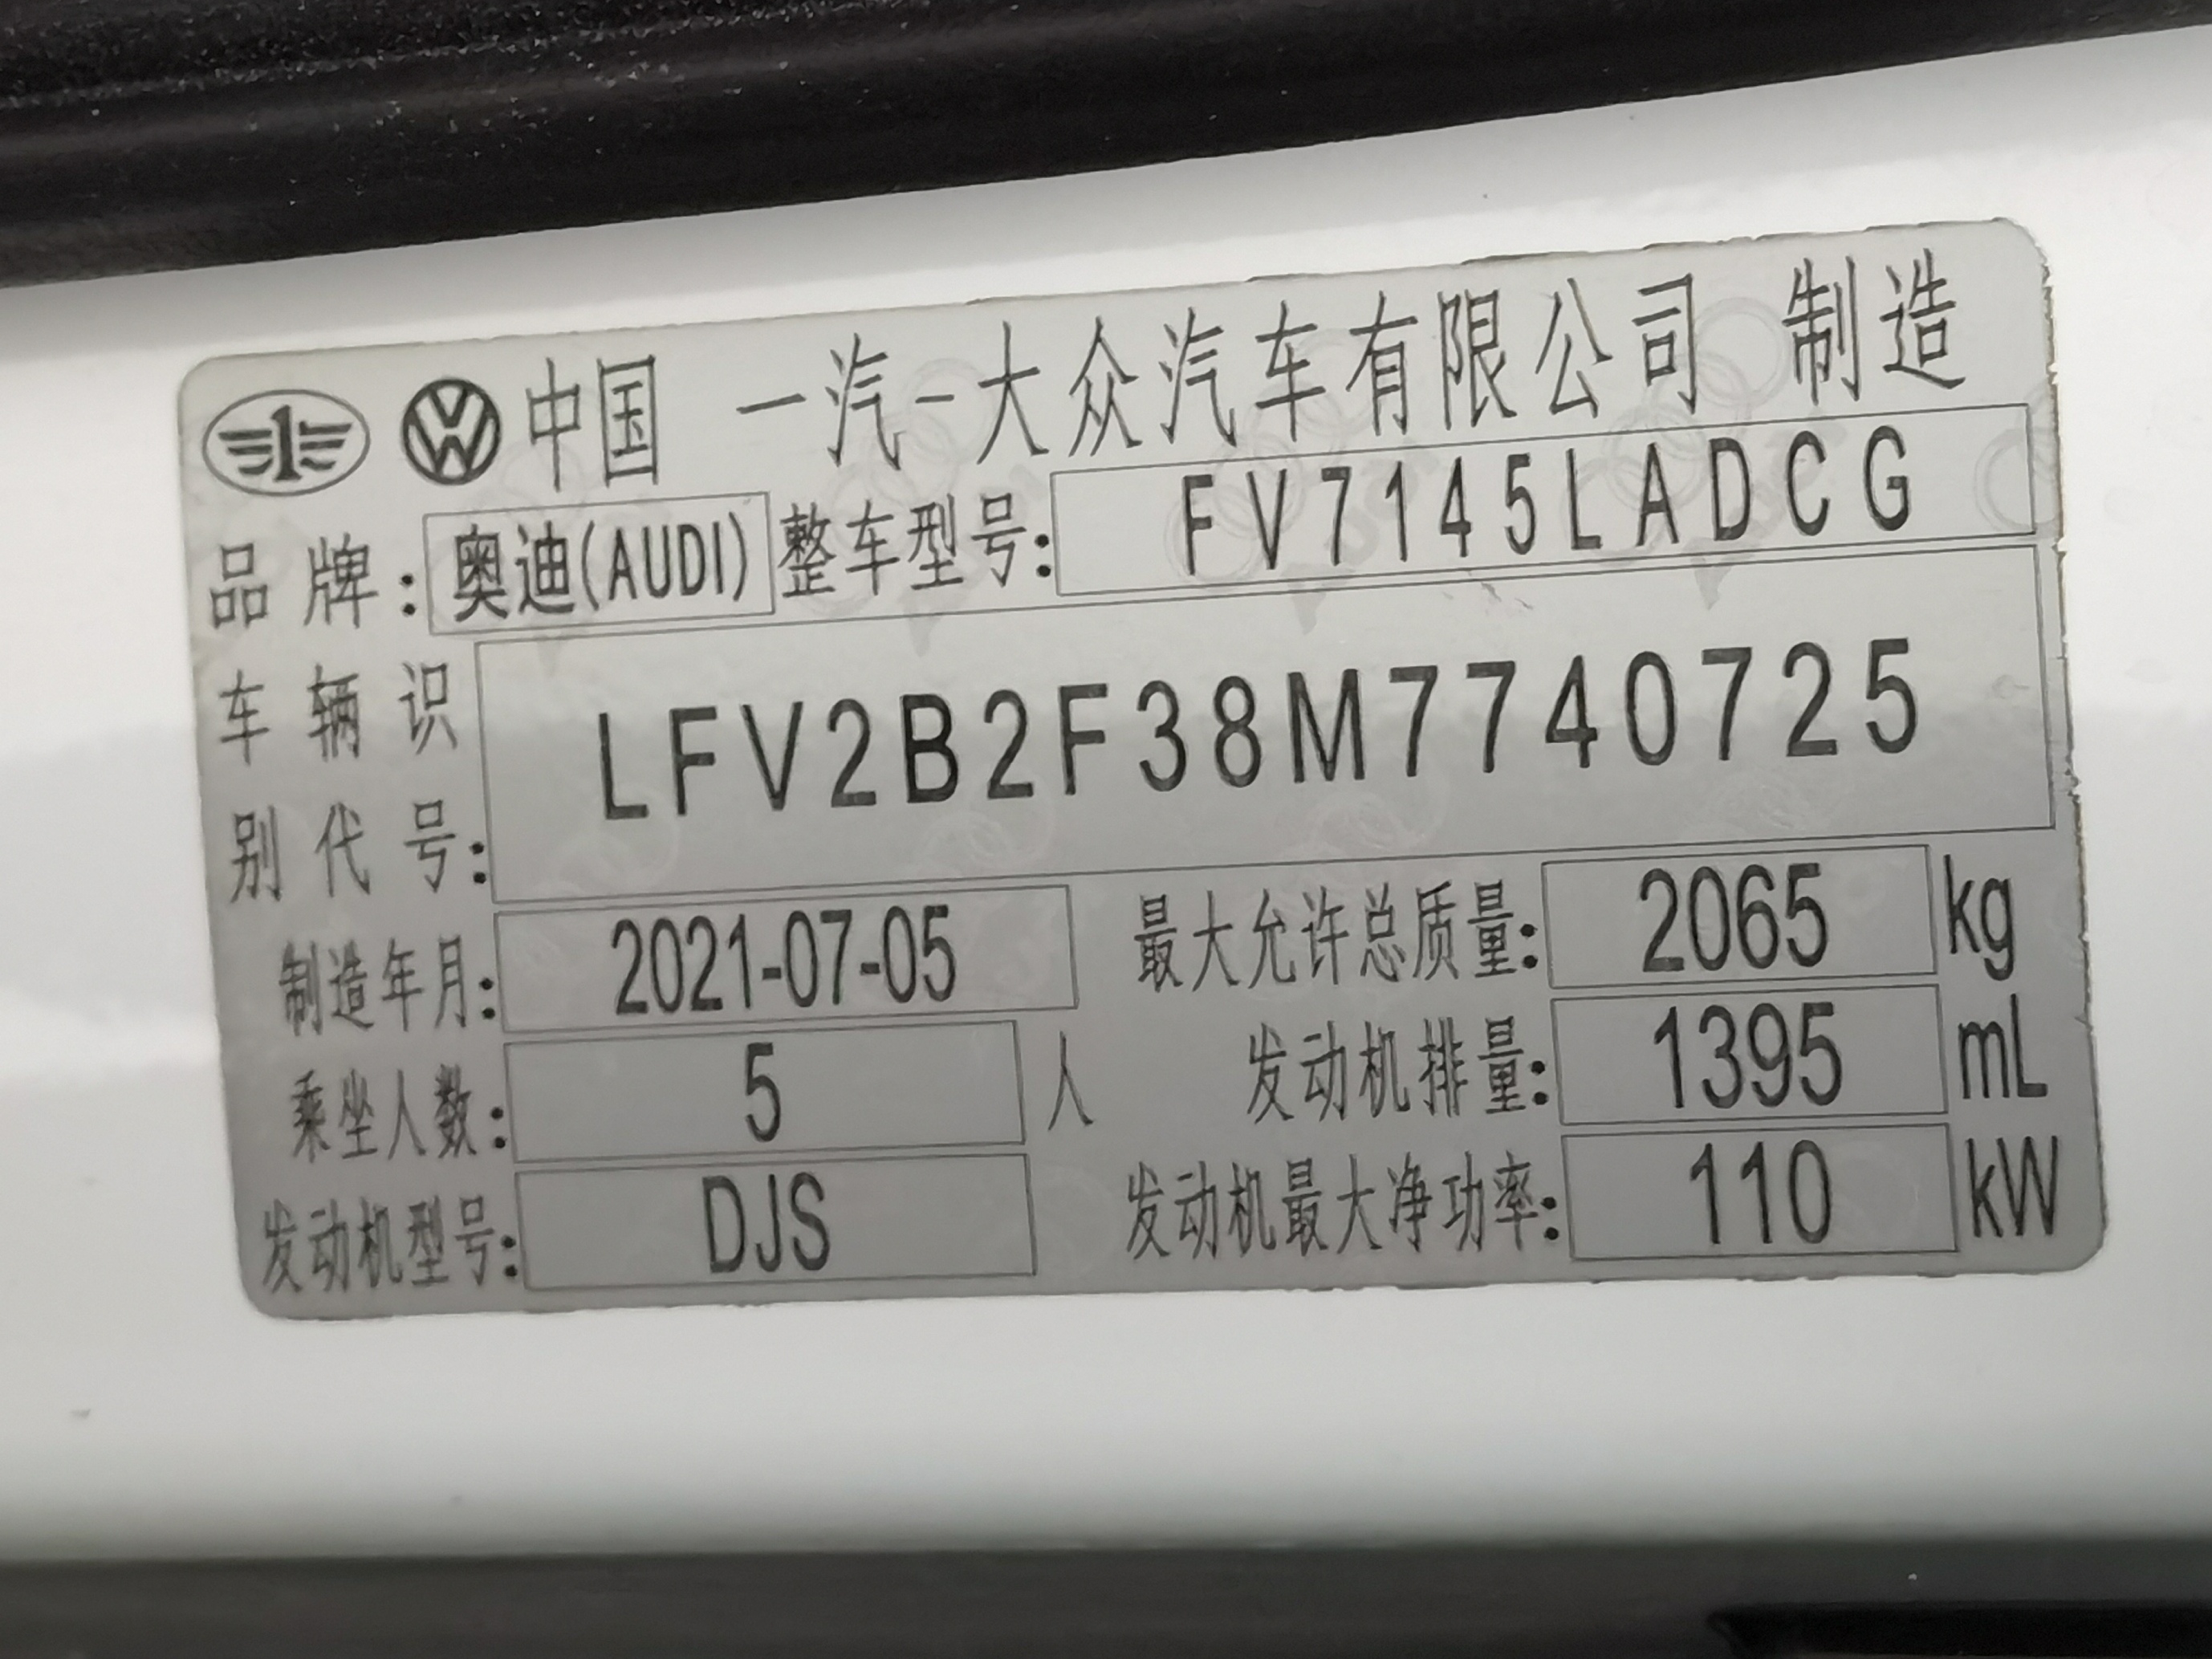 中国 一汽-大众汽车有限公司 制造
品牌: 奥迪(AUDI) 整车型号: FV7145LADCG
车辆识别代号: LFV2B2F38M7740725
制造年月: 2021-07-05 最大允许总质量: 2065 kg
乘坐人数: 5 人 发动机排量: 1395 mL
发动机型号: DJS 发动机最大净功率: 110 kW